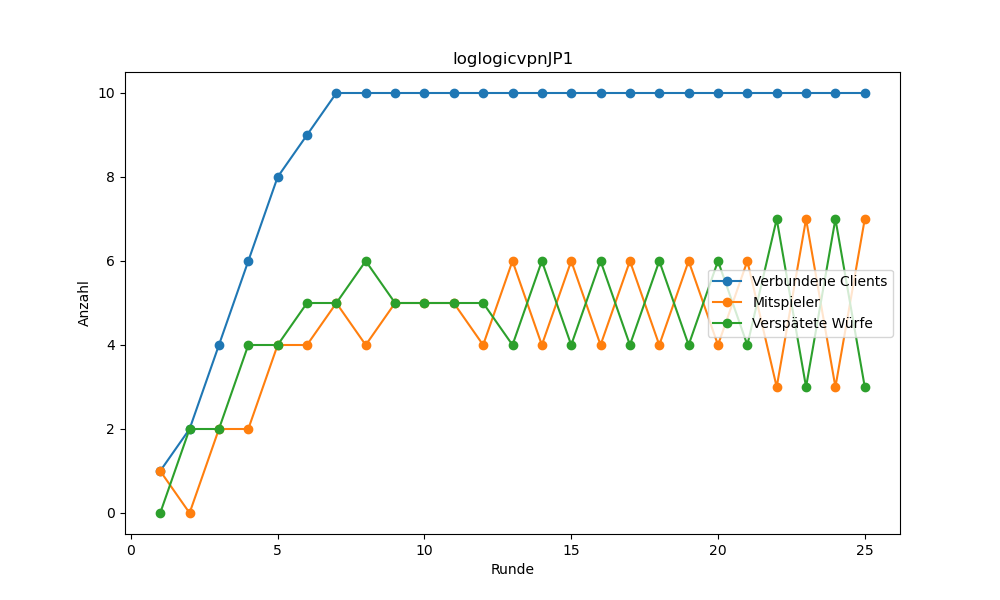 loglogicvpnJP1
10
8
6
4
2
0
Anzahl
Verbundene Clients
Mitspieler
Verspätete Würfe
0 5 10 15 20 25
Runde